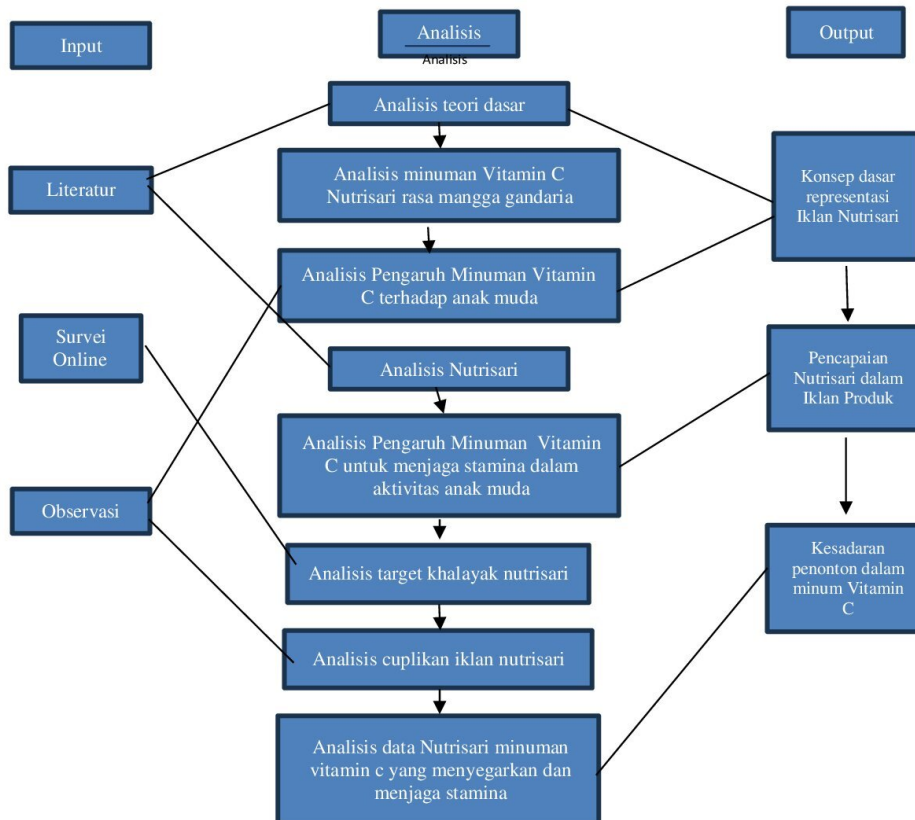 Input
Analisis
Analisis
Output
Analisis teori dasar
Literatur
Analisis minuman Vitamin C
Nutrisari rasa mangga gandaria
Konsep dasar
representasi
Iklan Nutrisari
Analisis Pengaruh Minuman Vitamin
C terhadap anak muda
Survei
Online
Analisis Nutrisari
Pencapaian
Nutrisari dalam
Iklan Produk
Analisis Pengaruh Minuman Vitamin
C untuk menjaga stamina dalam
aktivitas anak muda
Observasi
Analisis target khalayak nutrisari
Kesadaran
penonton dalam
minum Vitamin
C
Analisis cuplikan iklan nutrisari
Analisis data Nutrisari minuman
vitamin c yang menyegarkan dan
menjaga stamina